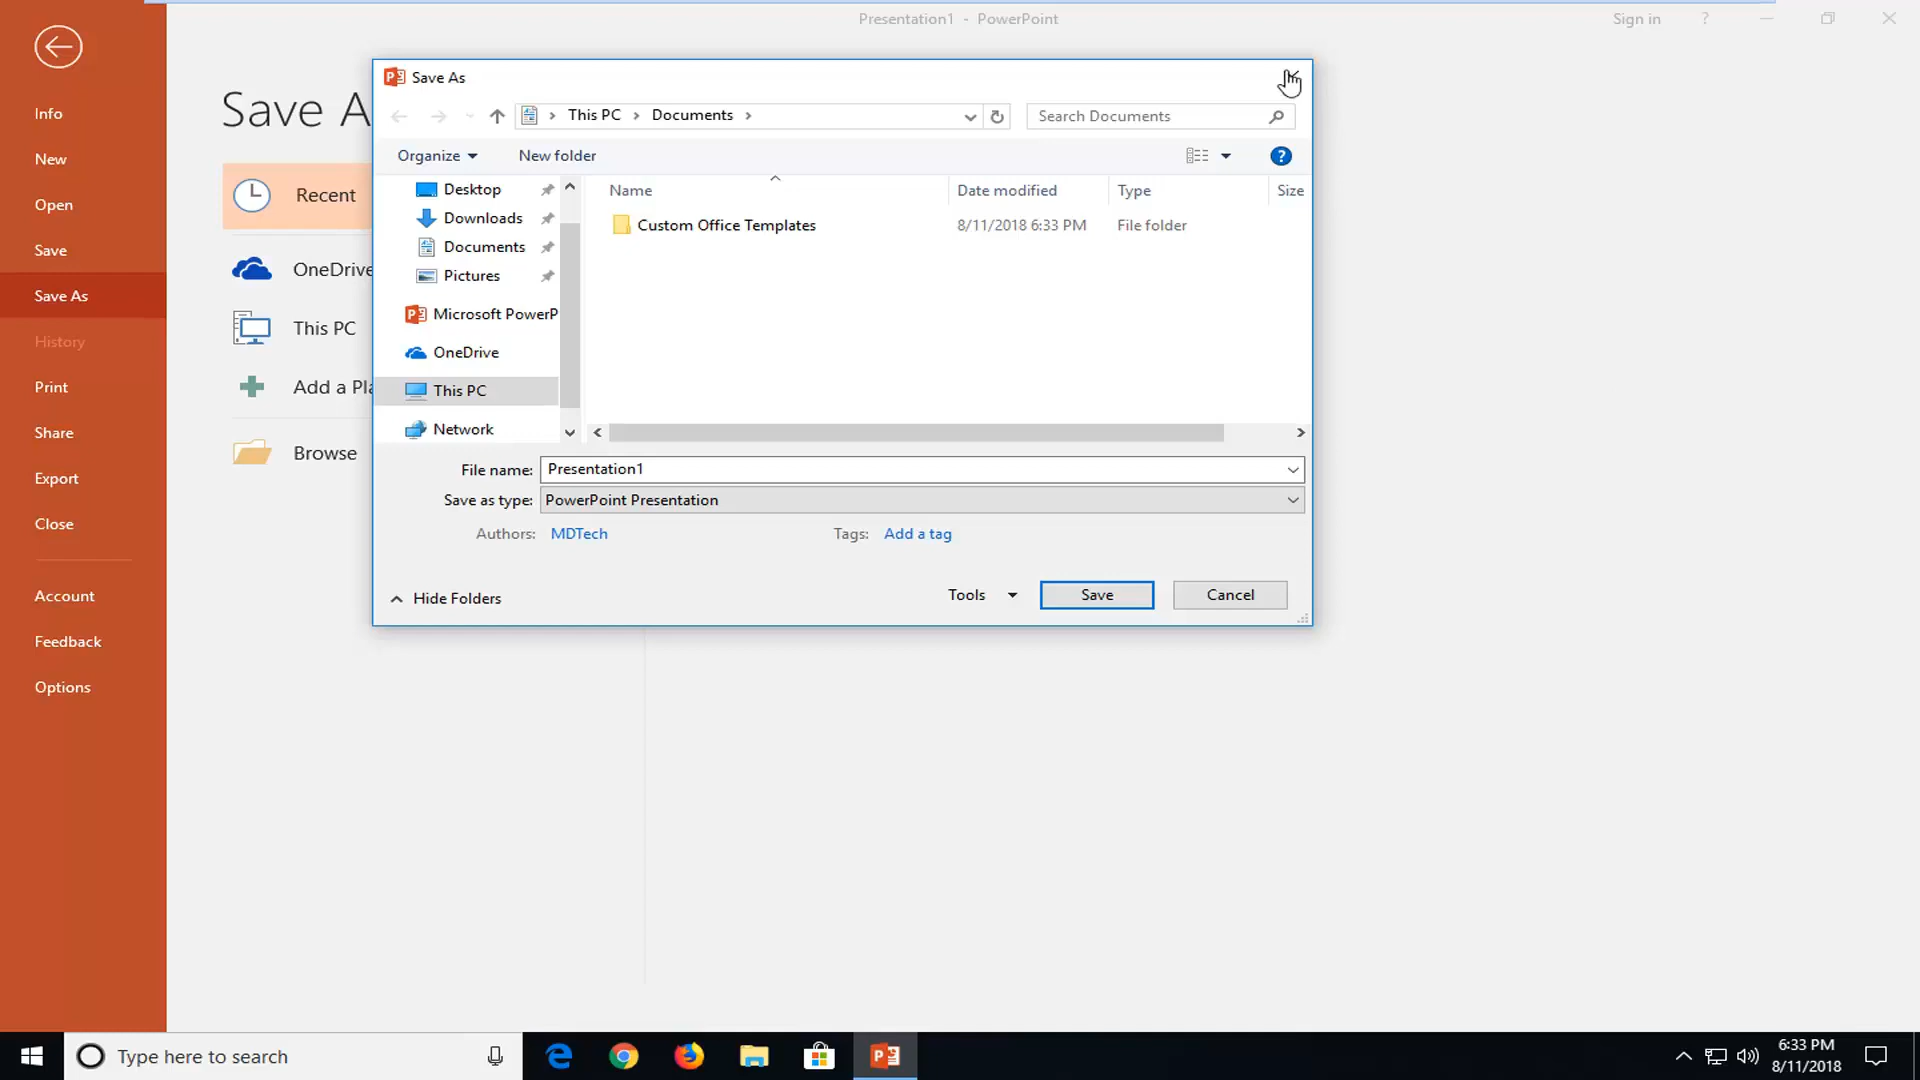 Presentation1 - PowerPoint
Sign in ?
Save A
Info
New
Open
Save
Save As
History
Print
Share
Export
Close
Account
Feedback
Options
Recent
OneDrive
This PC
Add a Pla
Browse
Save As
This PC > Documents >
Search Documents
Organize
New folder
?
Desktop
Downloads
Documents
Pictures
Microsoft PowerP
OneDrive
This PC
Network
Name Date modified Type Size
Custom Office Templates 8/11/2018 6:33 PM File folder
File name: Presentation1
Save as type: PowerPoint Presentation
Authors: MDTech Tags: Add a tag
Hide Folders
Tools
Save
Cancel
Type here to search
6:33 PM
8/11/2018